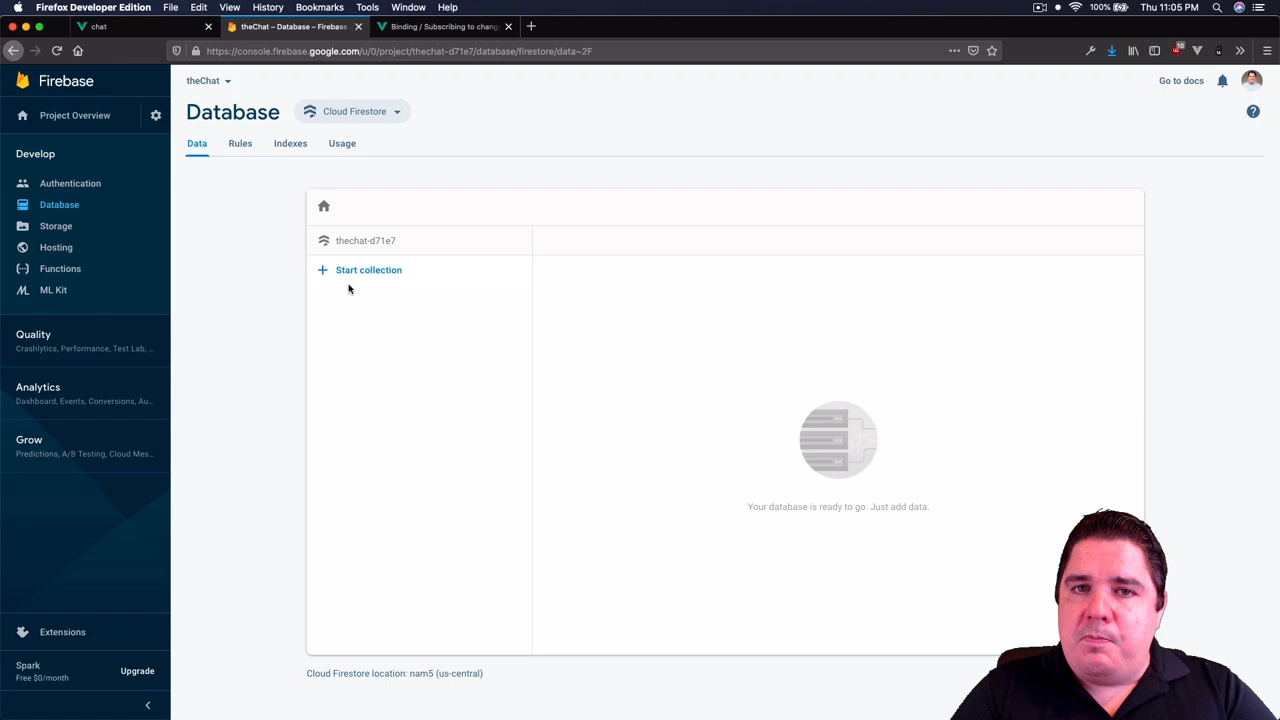 Firefox Developer Edition File Edit View History Bookmarks Tools Window Help 100% Thu 11:05 PM
chat
theChat – Database – Firebase
Binding / Subscribing to chang
https://console.firebase.google.com/u/0/project/thechat-d71e7/database/firestore/data~2F
10
Firebase
theChat
Go to docs
Project Overview
Database
Cloud Firestore
Data Rules Indexes Usage
Develop
Authentication
Database
Storage
Hosting
Functions
ML Kit
thechat-d71e7
Start collection
Your database is ready to go. Just add data.
Quality
Crashlytics, Performance, Test Lab, ...
Analytics
Dashboard, Events, Conversions, Au...
Grow
Predictions, A/B Testing, Cloud Mes...
Extensions
Spark
Free $0/month
Upgrade
Cloud Firestore location: nam5 (us-central)